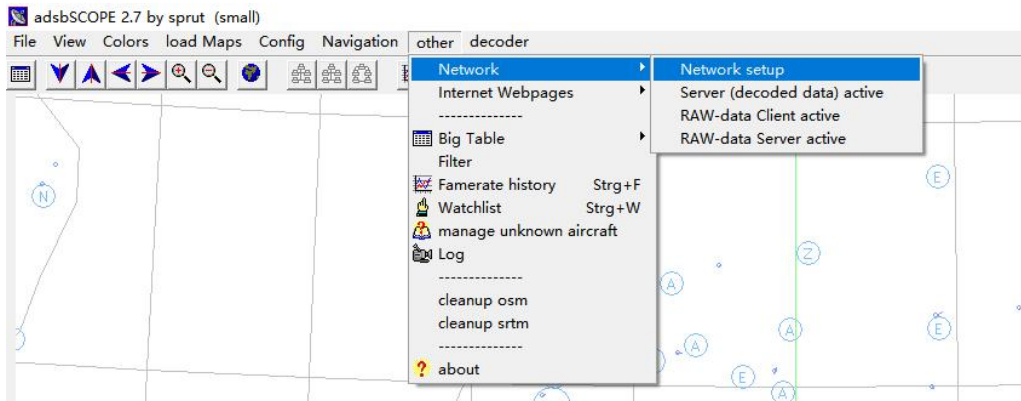 adsbSCOPE 2.7 by sprut (small)
File View Colors load Maps Config Navigation other decoder
Network
Internet Webpages
--------------
Big Table
Filter
Famerate history Strg+F
Watchlist Strg+W
manage unknown aircraft
Log
--------------
cleanup osm
cleanup srtm
--------------
about
Network setup
Server (decoded data) active
RAW-data Client active
RAW-data Server active
N
E
Z
A
A
E
A
E
A